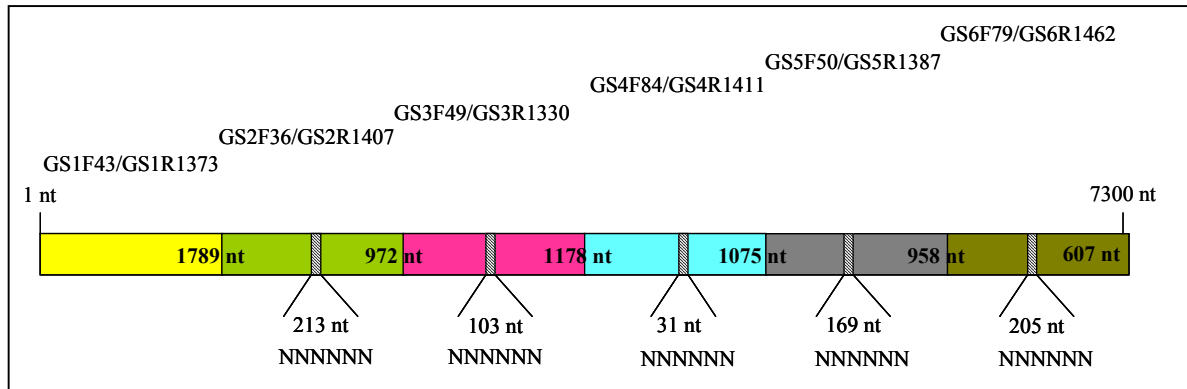 GS6F79/GS6R1462
GS5F50/GS5R1387
GS4F84/GS4R1411
GS3F49/GS3R1330
GS2F36/GS2R1407
GS1F43/GS1R1373
1 nt
7300 nt
1789 nt
972 nt
1178 nt
1075 nt
958 nt
607 nt
213 nt
103 nt
31 nt
169 nt
205 nt
NNNNNN
NNNNNN
NNNNNN
NNNNNN
NNNNNN